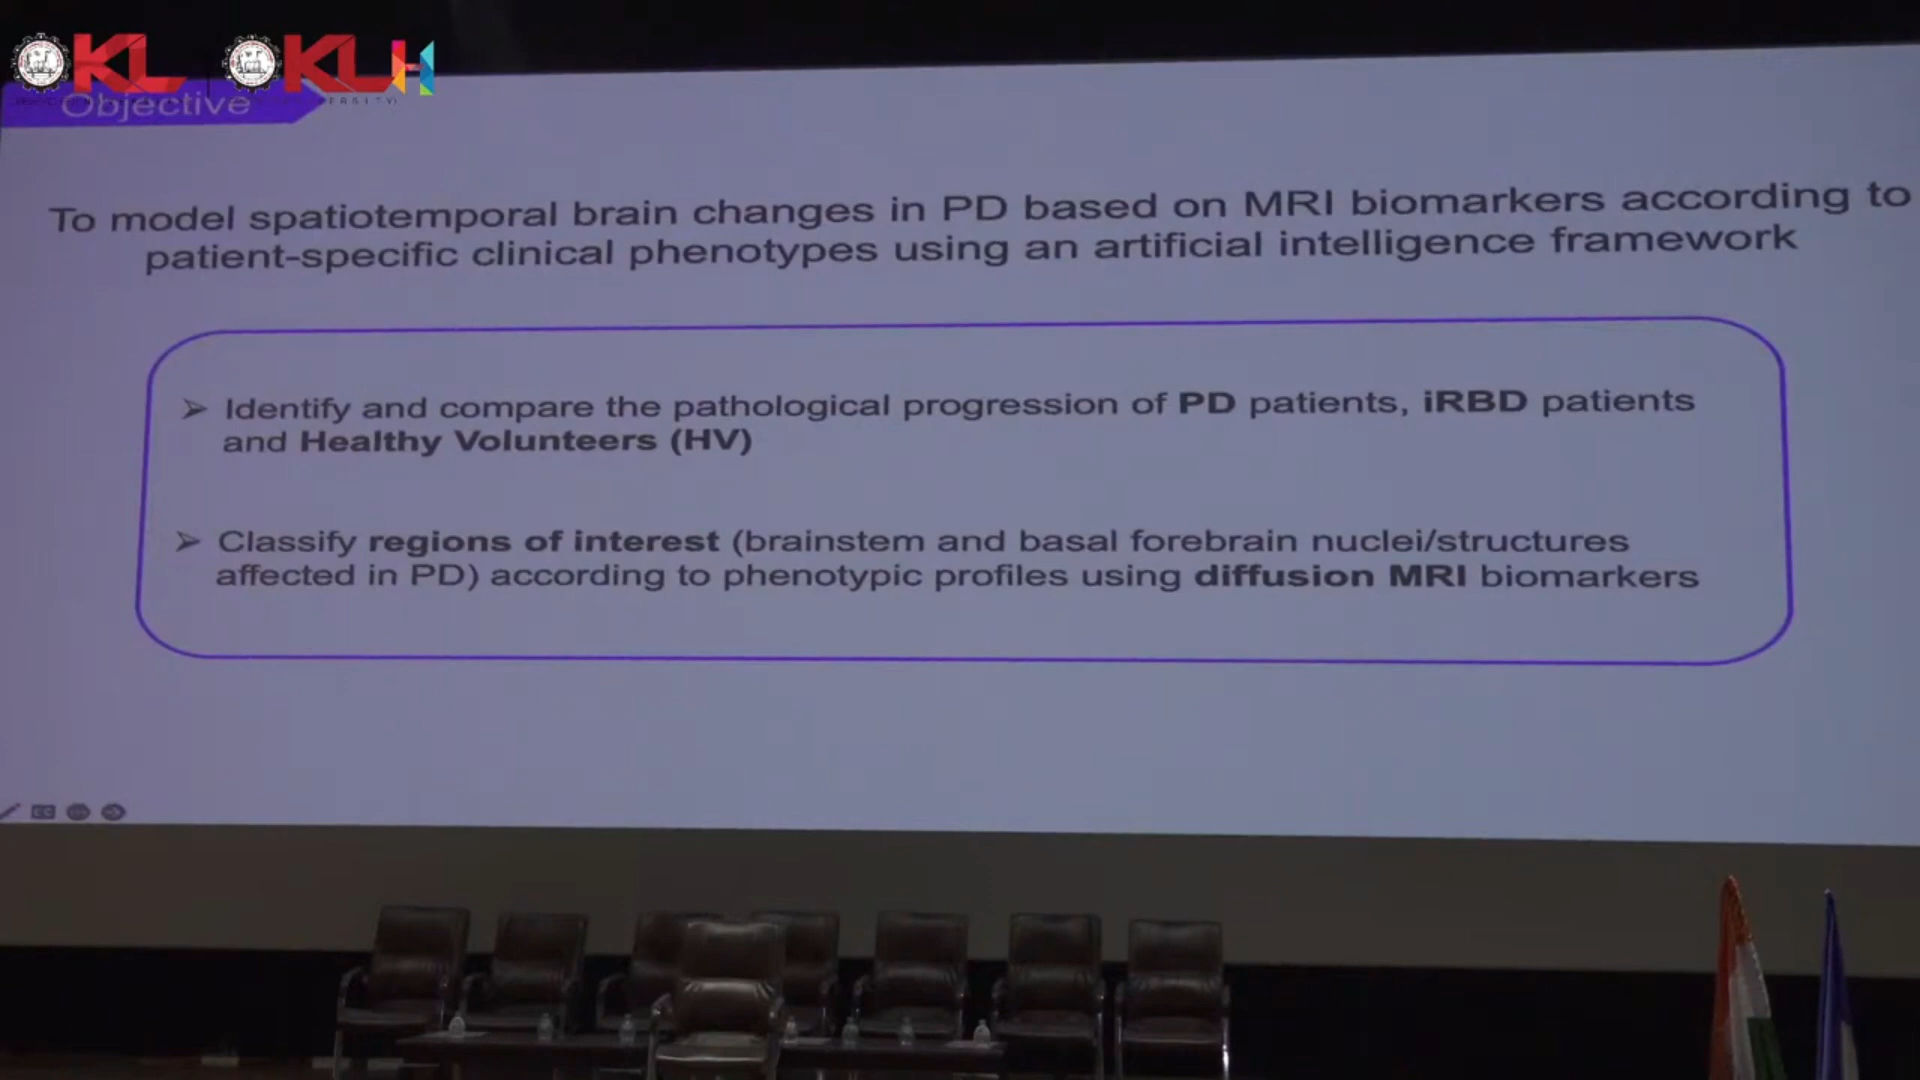 KL KLH
Objective
To model spatiotemporal brain changes in PD based on MRI biomarkers according to
patient-specific clinical phenotypes using an artificial intelligence framework
➤ Identify and compare the pathological progression of PD patients, iRBD patients
and Healthy Volunteers (HV)
➤ Classify regions of interest (brainstem and basal forebrain nuclei/structures
affected in PD) according to phenotypic profiles using diffusion MRI biomarkers